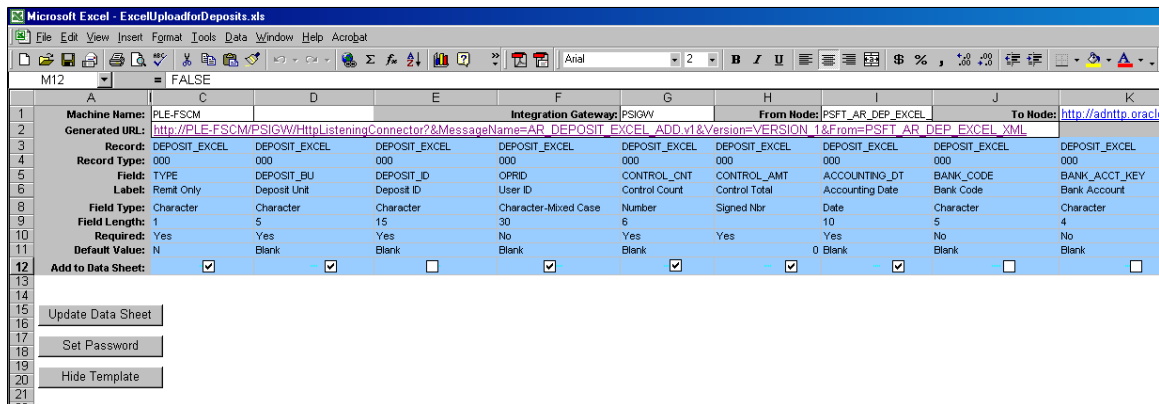 Microsoft Excel - ExcelUploadforDeposits.xls
File Edit View Insert Format Tools Data Window Help Acrobat
Arial 2 B I U $ % ,
M12 = FALSE
A C D E F G H I J K
1 Machine Name: PLE-FSCM Integration Gateway: PSIGW From Node: PSFT_AR_DEP_EXCEL_ To Node: http://adnttp.oracl
2 Generated URL: http://PLE-FSCM/PSIGW/HttpListeningConnector?&MessageName=AR_DEPOSIT_EXCEL_ADD.v1&Version=VERSION_1&From=PSFT_AR_DEP_EXCEL_XML
3 Record: DEPOSIT_EXCEL DEPOSIT_EXCEL DEPOSIT_EXCEL DEPOSIT_EXCEL DEPOSIT_EXCEL DEPOSIT_EXCEL DEPOSIT_EXCEL DEPOSIT_EXCEL DEPOSIT_EXCEL
4 Record Type: 000 000 000 000 000 000 000 000 000
5 Field: TYPE DEPOSIT_BU DEPOSIT_ID OPRID CONTROL_CNT CONTROL_AMT ACCOUNTING_DT BANK_CODE BANK_ACCT_KEY
6 Label: Remit Only Deposit Unit Deposit ID User ID Control Count Control Total Accounting Date Bank Code Bank Account
8 Field Type: Character Character Character Character-Mixed Case Number Signed Nbr Date Character Character
9 Field Length: 1 5 15 30 6 10 5 4
10 Required: Yes Yes Yes No Yes Yes Yes No No
11 Default Value: N Blank Blank Blank Blank 0 Blank Blank Blank
12 Add to Data Sheet:
13
14
15 Update Data Sheet
16
17 Set Password
18
19 Hide Template
20
21